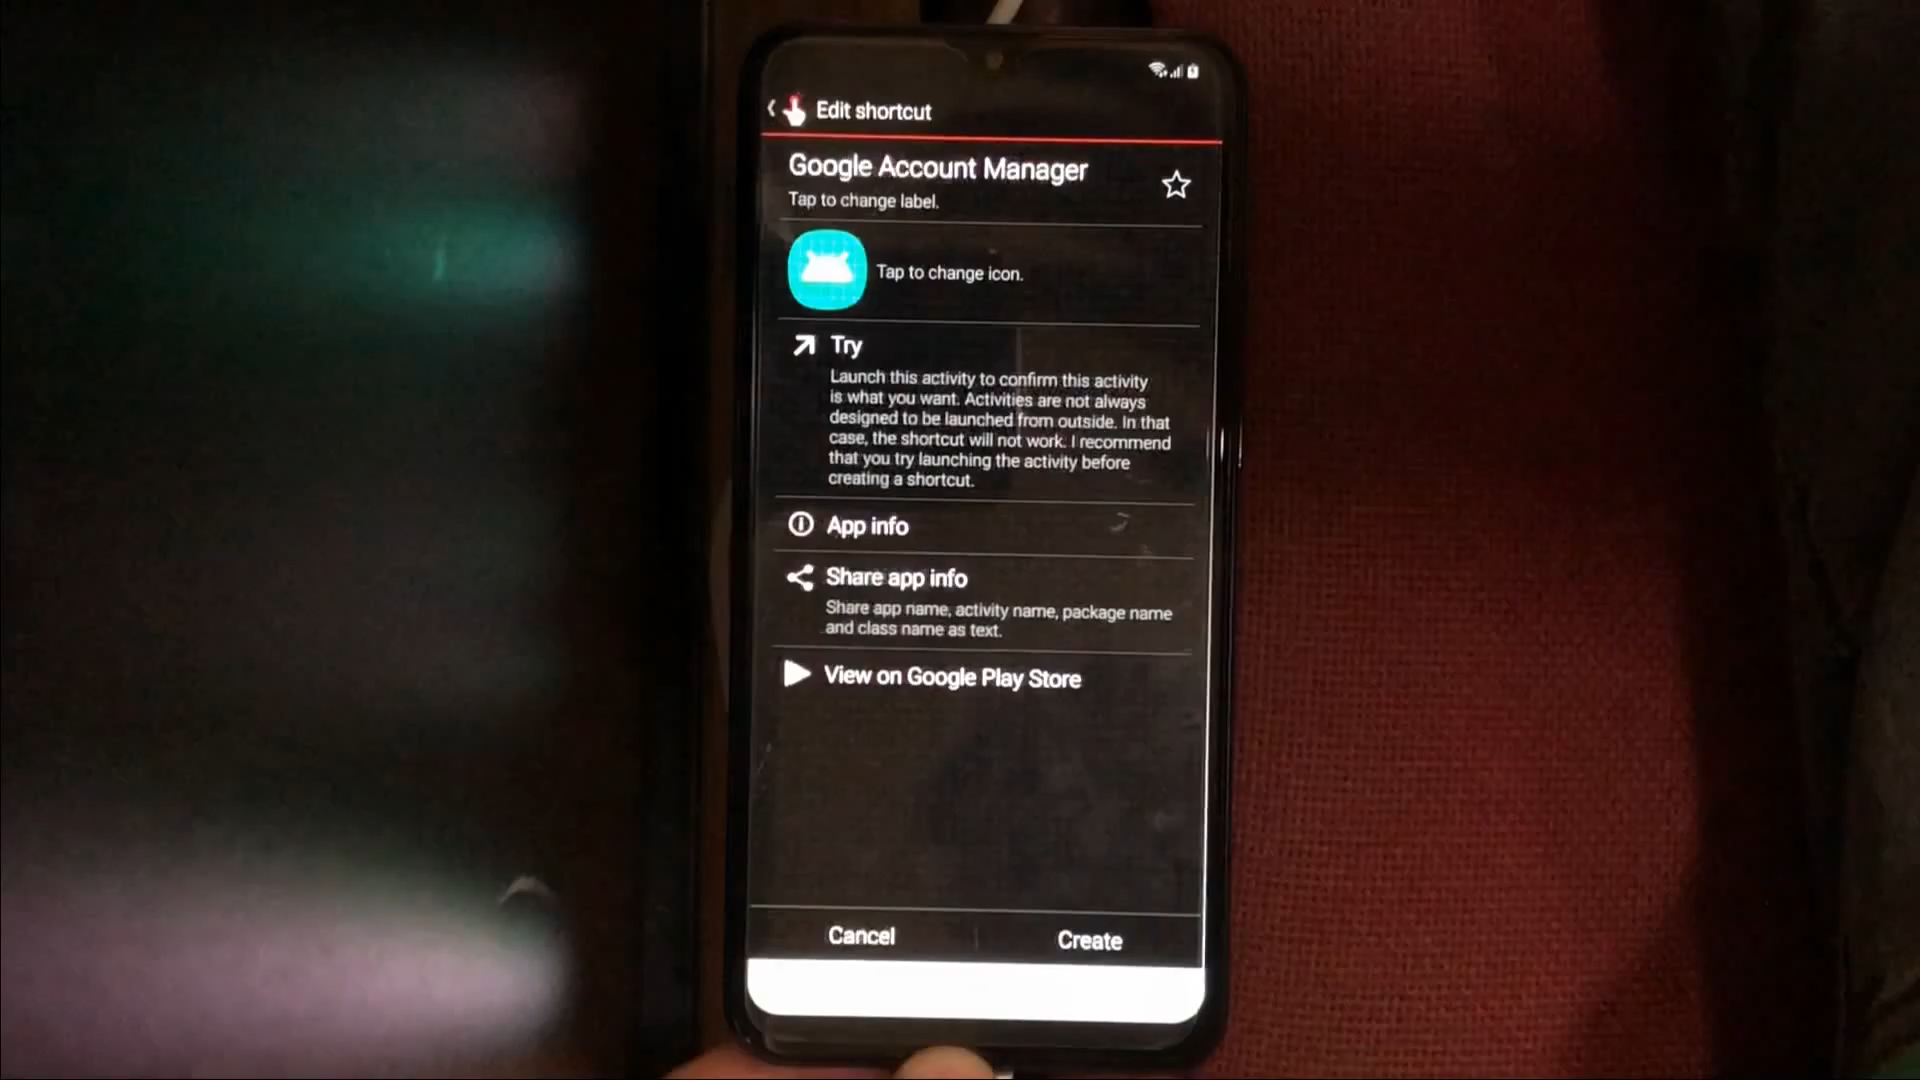 Edit shortcut
Google Account Manager
Tap to change label.
Tap to change icon.
Try
Launch this activity to confirm this activity
is what you want. Activities are not always
designed to be launched from outside. In that
case, the shortcut will not work. I recommend
that you try launching the activity before
creating a shortcut.
App info
Share app info
Share app name, activity name, package name
and class name as text.
View on Google Play Store
Cancel
Create